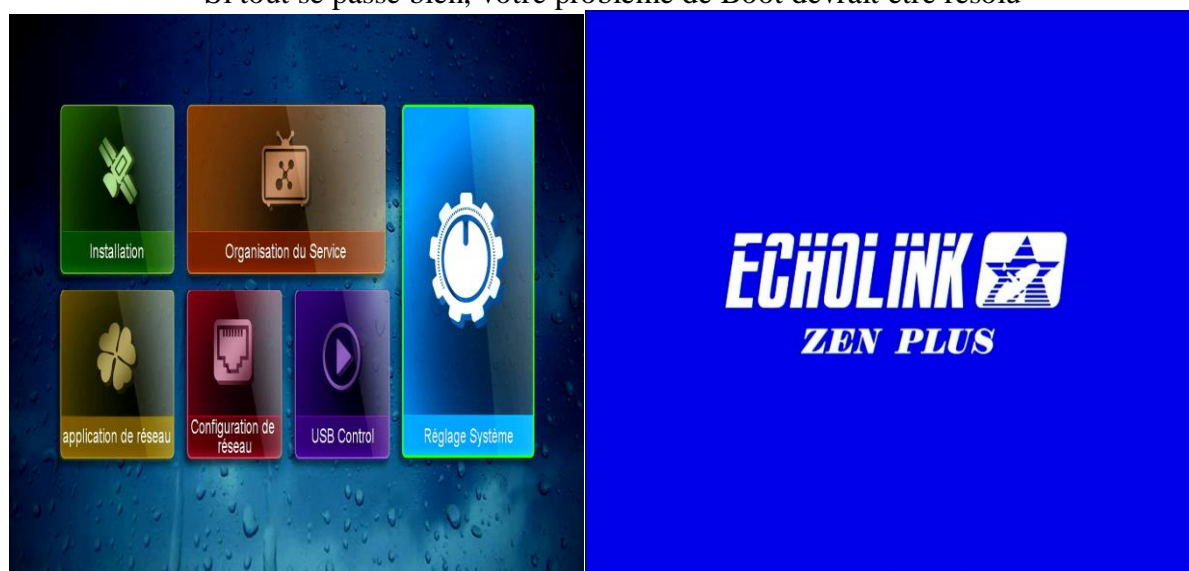 Si tout se passe bien, votre problème de Boot devrait être résolu
Installation
Organisation du Service
application de réseau
Configuration de
réseau
USB Control
Réglage Système
ECHOLINK
ZEN PLUS